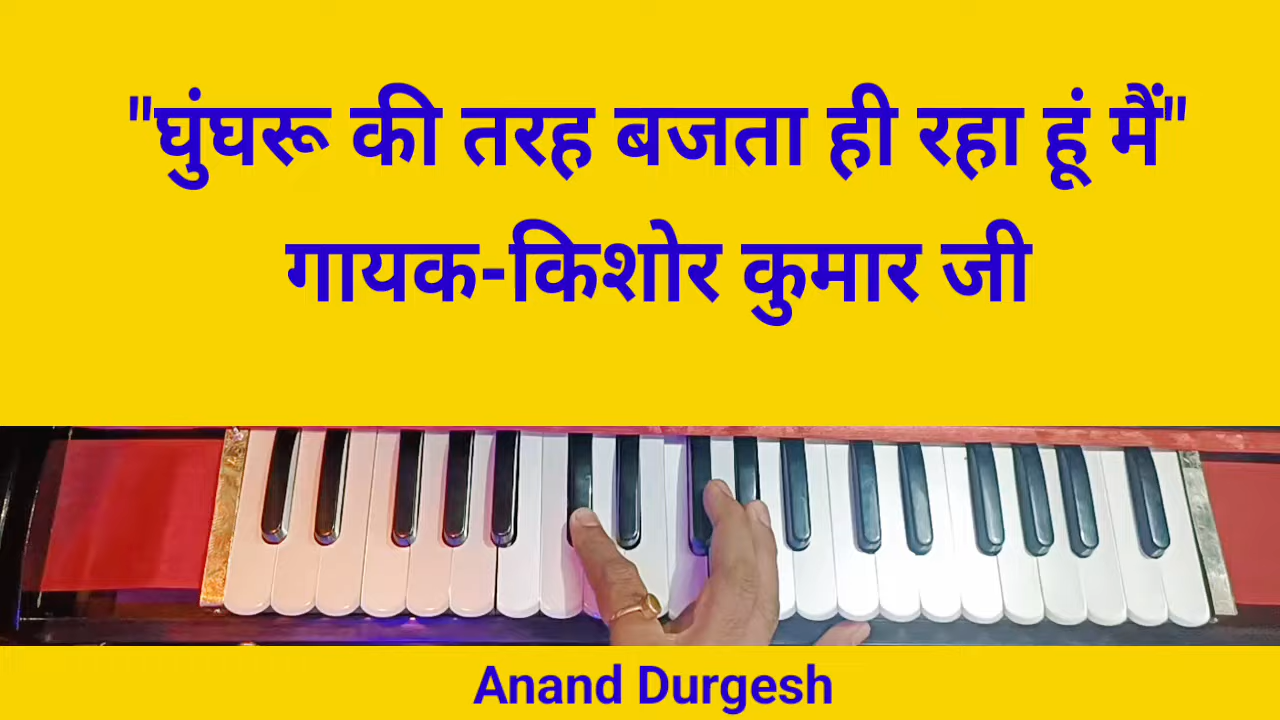 "घुंघरू की तरह बजता ही रहा हूं मैं"
गायक-किशोर कुमार जी
Anand Durgesh